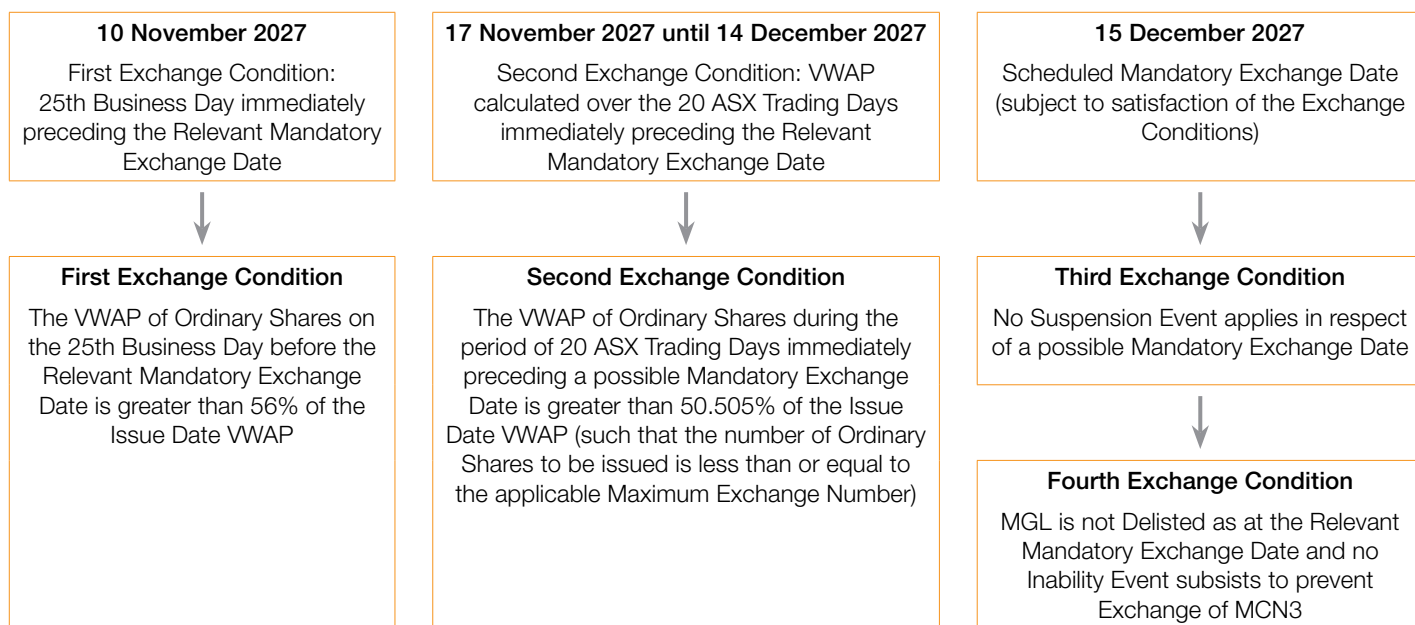 10 November 2027
First Exchange Condition:
25th Business Day immediately
preceding the Relevant Mandatory
Exchange Date
First Exchange Condition
The VWAP of Ordinary Shares on
the 25th Business Day before the
Relevant Mandatory Exchange
Date is greater than 56% of the
Issue Date VWAP
17 November 2027 until 14 December 2027
Second Exchange Condition: VWAP
calculated over the 20 ASX Trading Days
immediately preceding the Relevant
Mandatory Exchange Date
Second Exchange Condition
The VWAP of Ordinary Shares during the
period of 20 ASX Trading Days immediately
preceding a possible Mandatory Exchange
Date is greater than 50.505% of the Issue
Date VWAP (such that the number of Ordinary
Shares to be issued is less than or equal to
the applicable Maximum Exchange Number)
15 December 2027
Scheduled Mandatory Exchange Date
(subject to satisfaction of the Exchange
Conditions)
Third Exchange Condition
No Suspension Event applies in respect
of a possible Mandatory Exchange Date
Fourth Exchange Condition
MGL is not Delisted as at the Relevant
Mandatory Exchange Date and no
Inability Event subsists to prevent
Exchange of MCN3